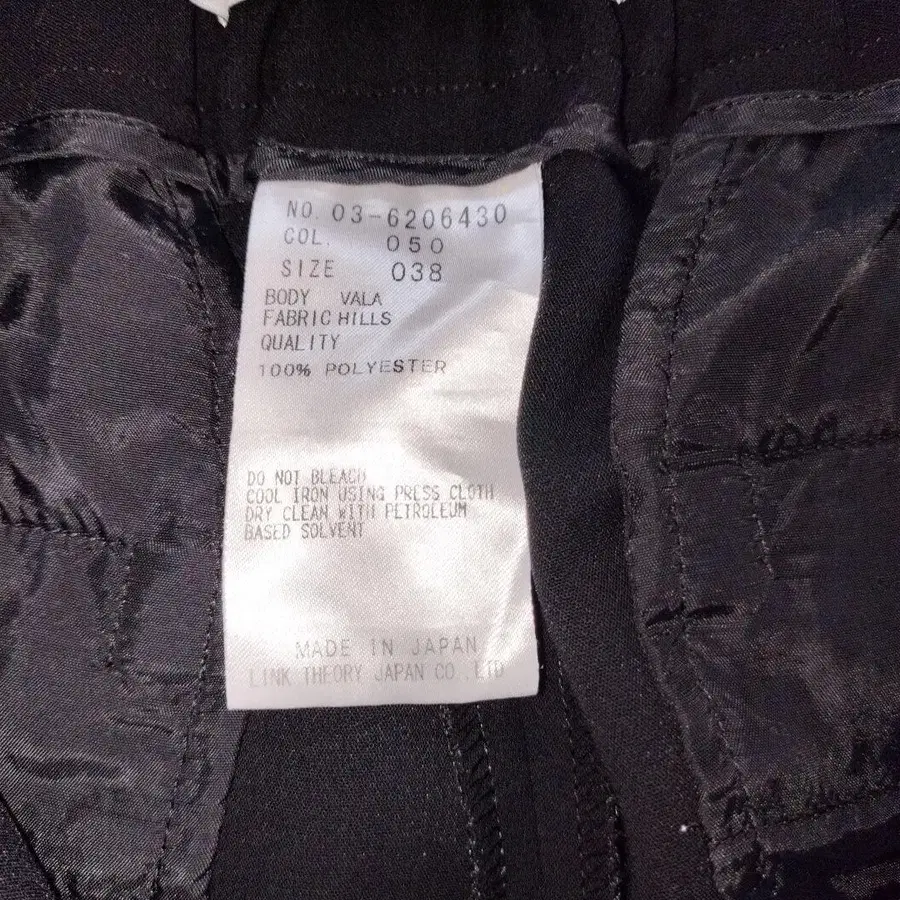 NO. 03-6206430
COL. 050
SIZE 038
BODY VALA
FABRIC HILLS
QUALITY
100% POLYESTER
DO NOT BLEACH
COOL IRON USING PRESS CLOTH
DRY CLEAN WITH PETROLEUM
BASED SOLVENT
MADE IN JAPAN
LINK THEORY JAPAN CO.,LTD